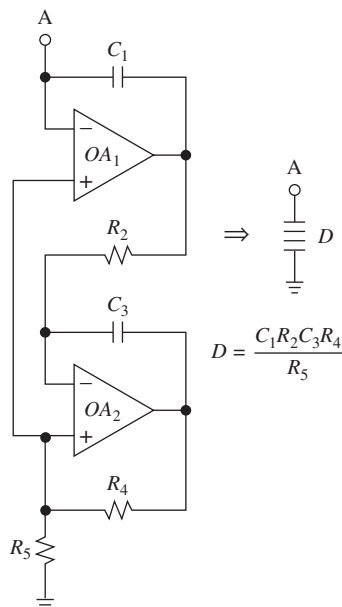 A
C₁
−
OA₁
+
A
R₂
⇒
D
C₃
D = C₁R₂C₃R₄ / R₅
−
OA₂
+
R₄
R₅